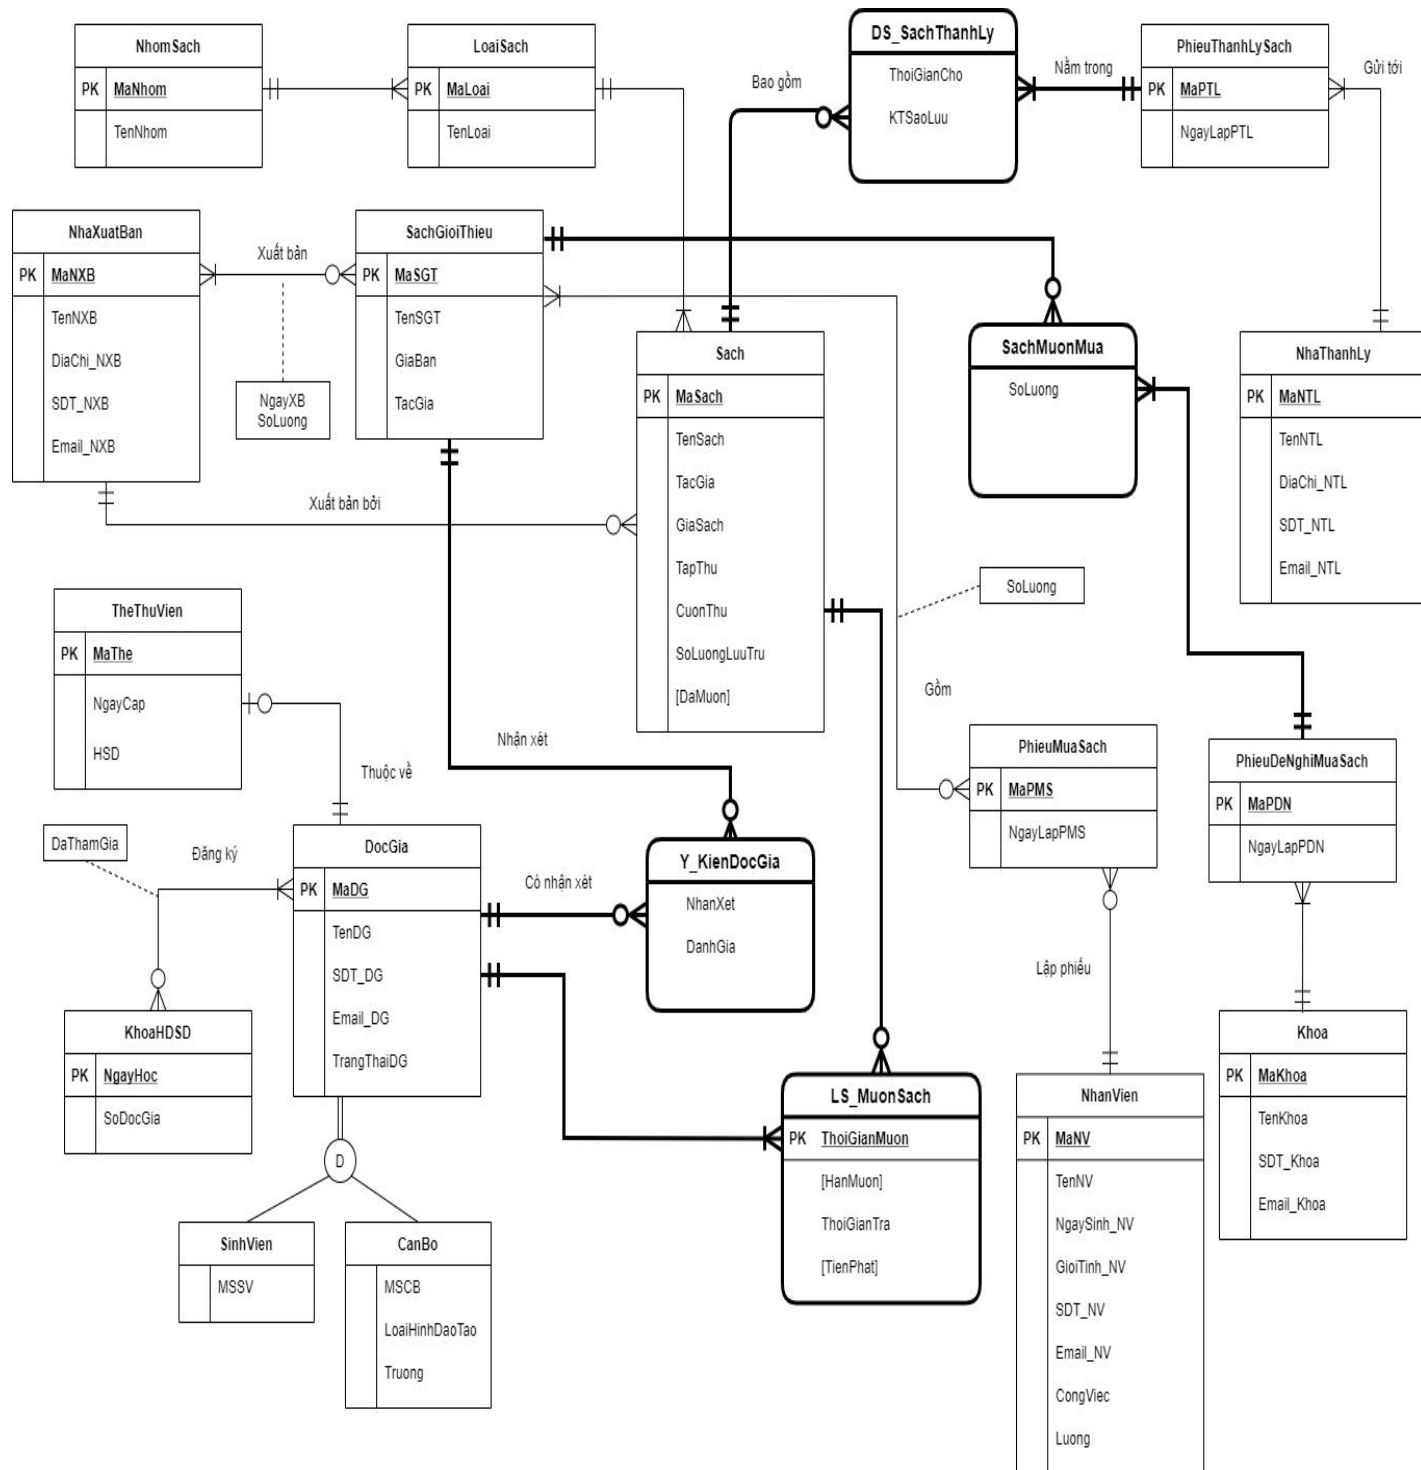 NhomSach
PK MaNhom
TenNhom
LoaiSach
PK MaLoai
TenLoai
DS_SachThanhLy
ThoiGianCho
KTSaoLuu
Bao gồm
Nằm trong
PhieuThanhLySach
PK MaPTL
NgayLapPTL
Gửi tới
NhaXuatBan
PK MaNXB
TenNXB
DiaChi_NXB
SDT_NXB
Email_NXB
Xuất bản
NgayXB
SoLuong
SachGioiThieu
PK MaSGT
TenSGT
GiaBan
TacGia
Xuất bản bởi
Sach
PK MaSach
TenSach
TacGia
GiaSach
TapThu
CuonThu
SoLuongLuuTru
[DaMuon]
SachMuonMua
SoLuong
NhaThanhLy
PK MaNTL
TenNTL
DiaChi_NTL
SDT_NTL
Email_NTL
SoLuong
Gồm
TheThuVien
PK MaThe
NgayCap
HSD
Thuộc về
Nhận xét
PhieuMuaSach
PK MaPMS
NgayLapPMS
PhieuDeNghiMuaSach
PK MaPDN
NgayLapPDN
DaThamGia
Đăng ký
DocGia
PK MaDG
TenDG
SDT_DG
Email_DG
TrangThaiDG
Có nhận xét
Y_KienDocGia
NhanXet
DanhGia
Lập phiếu
KhoaHDSD
PK NgayHoc
SoDocGia
D
SinhVien
MSSV
CanBo
MSCB
LoaiHinhDaoTao
Truong
LS_MuonSach
PK ThoiGianMuon
[HanMuon]
ThoiGianTra
[TienPhat]
NhanVien
PK MaNV
TenNV
NgaySinh_NV
GioiTinh_NV
SDT_NV
Email_NV
CongViec
Luong
Khoa
PK MaKhoa
TenKhoa
SDT_Khoa
Email_Khoa